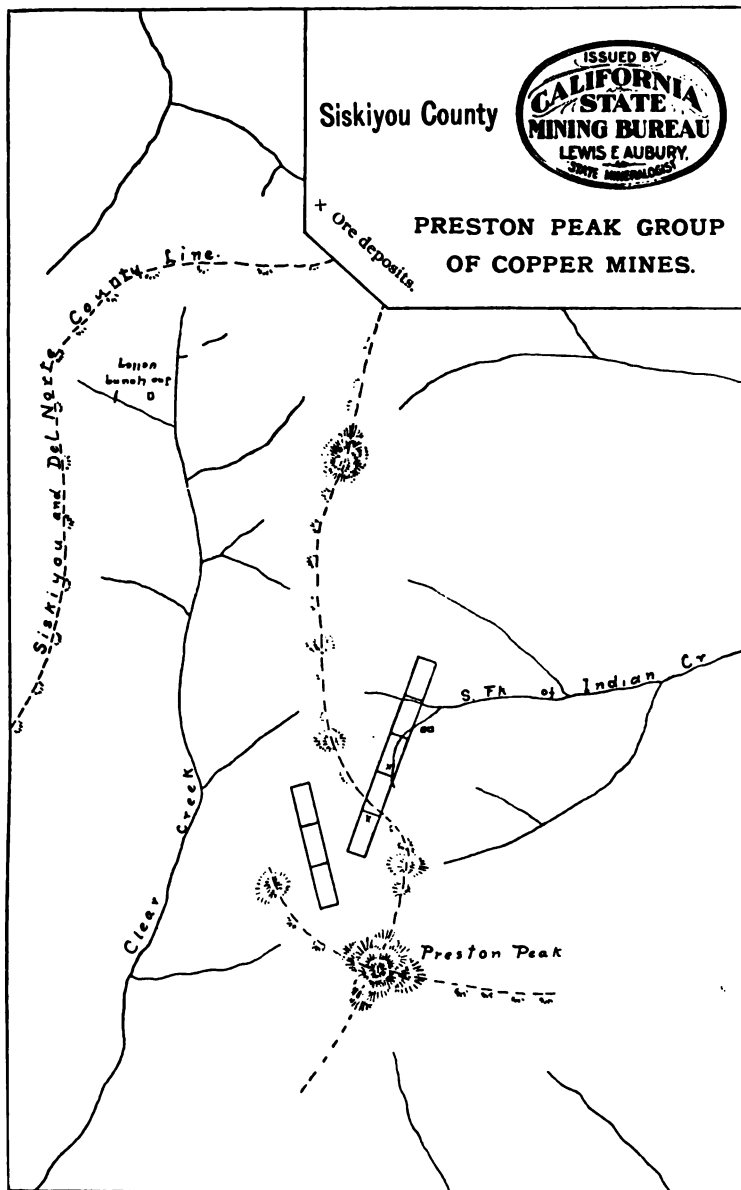 ISSUED BY
CALIFORNIA
STATE
MINING BUREAU
LEWIS E AUBURY,
STATE MINERALOGIST
Siskiyou County
× Ore deposits.
PRESTON PEAK GROUP
OF COPPER MINES.
Siskiyou and Del Norte County Line.
S. Fk of Indian Cr
Clear Creek
Preston Peak